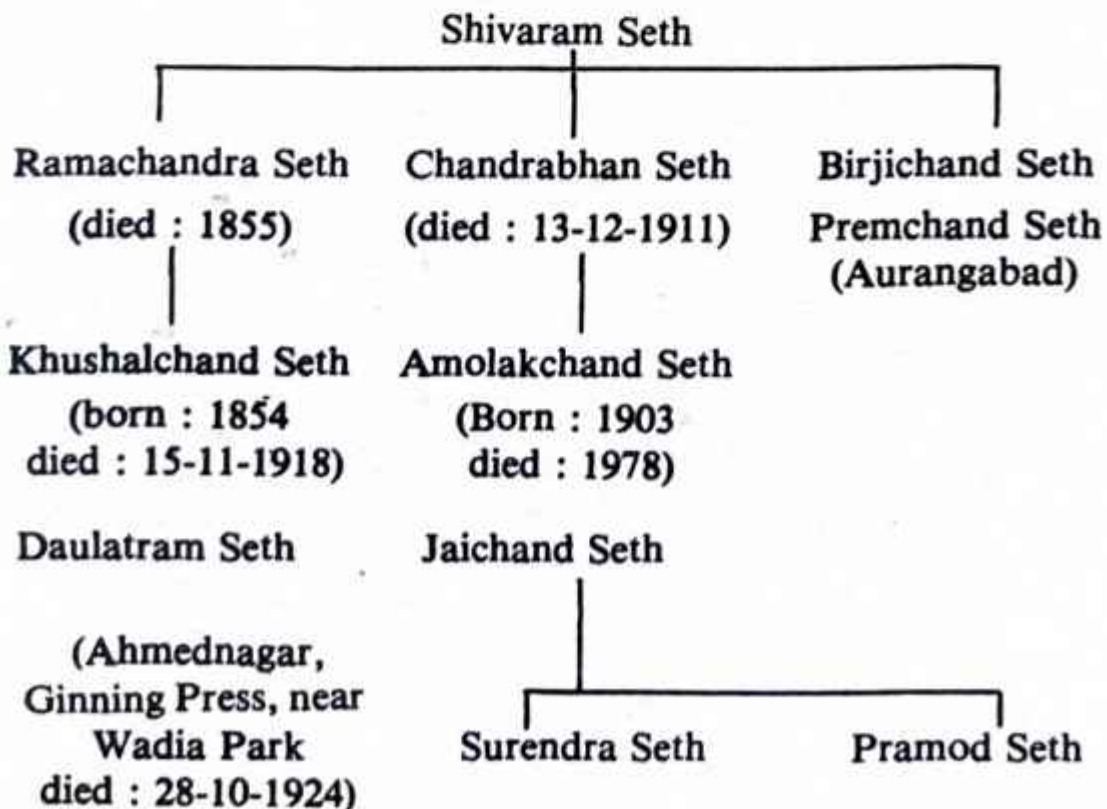 Shivaram Seth
Ramachandra Seth Chandrabhan Seth Birjichand Seth
(died : 1855) (died : 13-12-1911) Premchand Seth
(Aurangabad)
Khushalchand Seth Amolakchand Seth
(born : 1854 (Born : 1903
died : 15-11-1918) died : 1978)
Daulatram Seth Jaichand Seth
(Ahmednagar,
Ginning Press, near
Wadia Park Surendra Seth Pramod Seth
died : 28-10-1924)